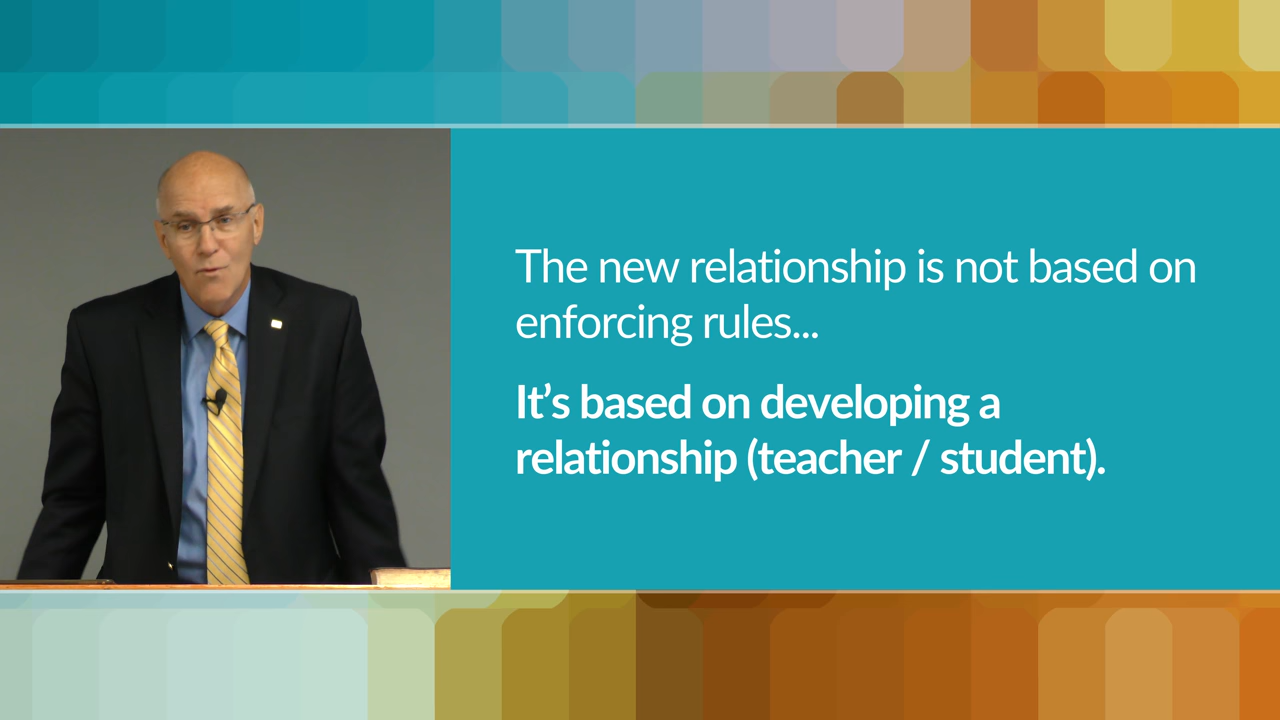 The new relationship is not based on
enforcing rules...
It’s based on developing a
relationship (teacher / student).